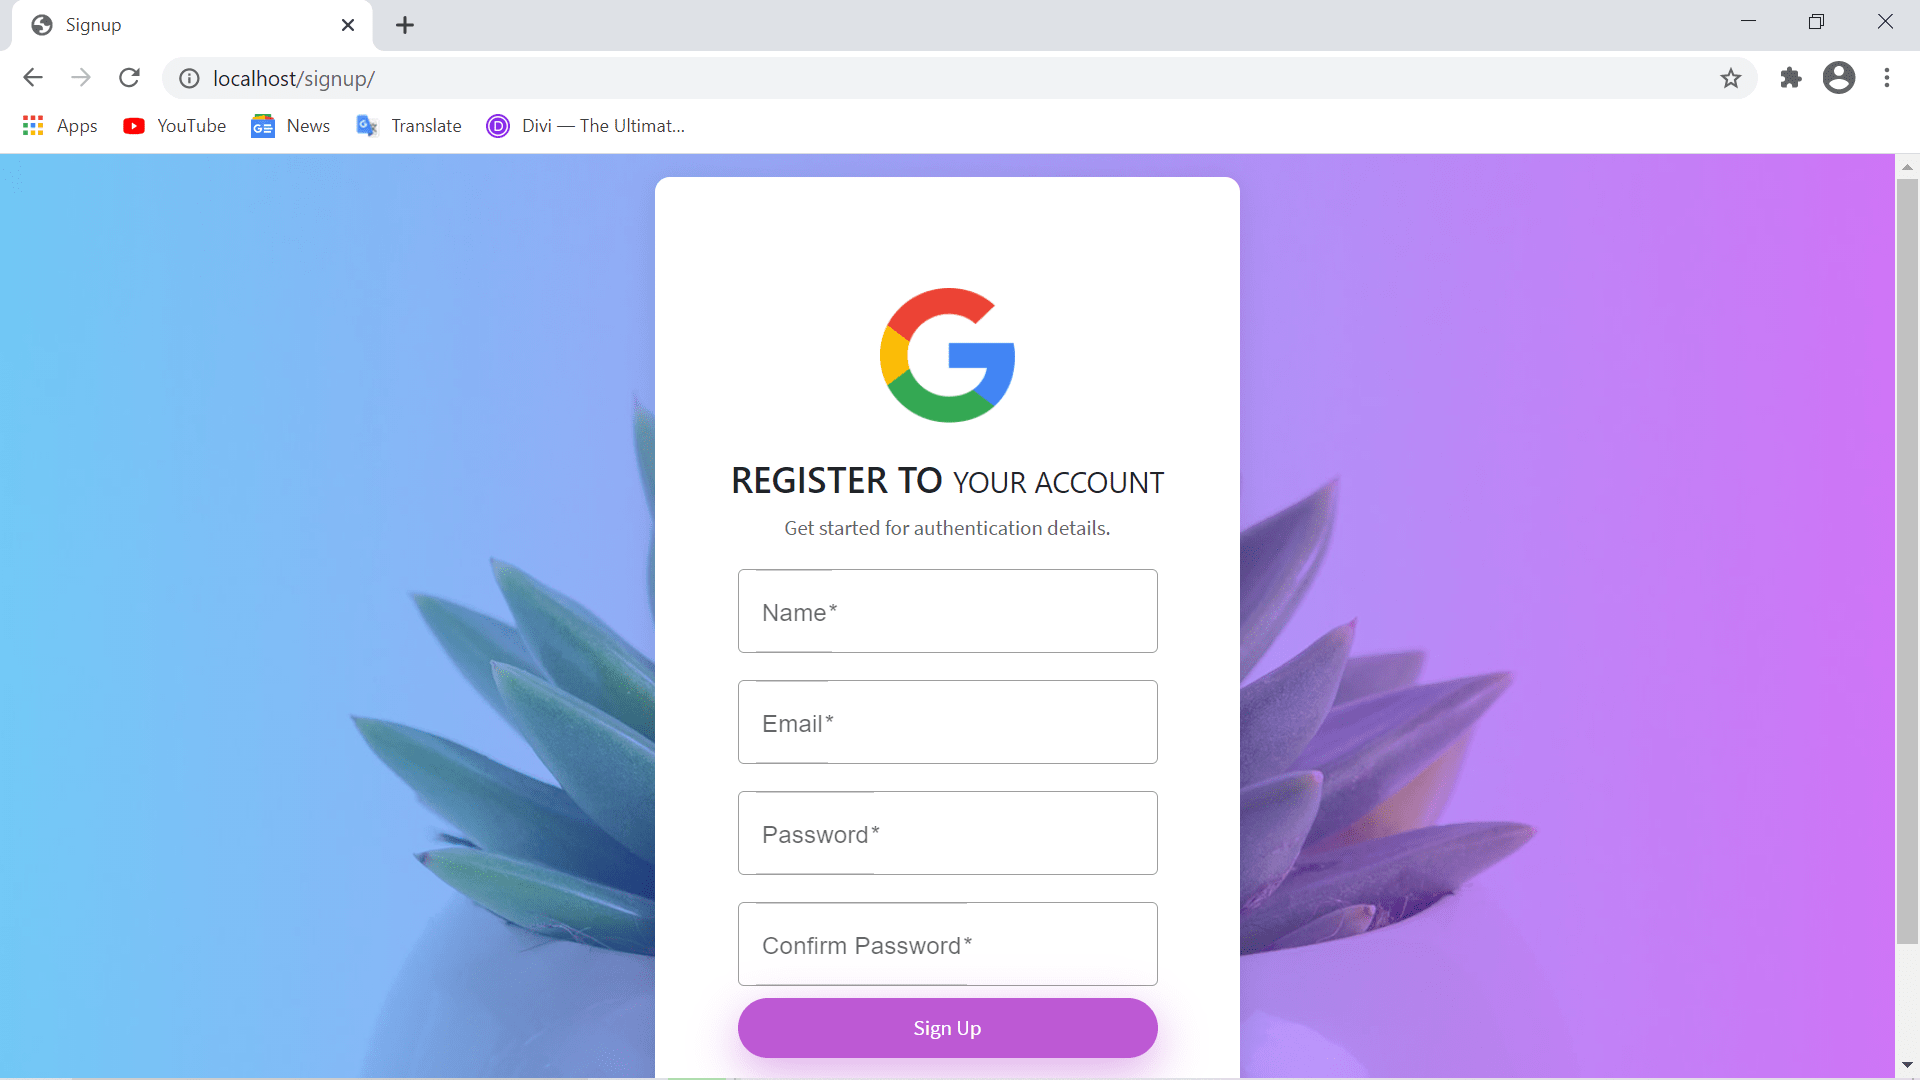 Signup
localhost/signup/
Apps YouTube News Translate Divi — The Ultimat...
REGISTER TO YOUR ACCOUNT
Get started for authentication details.
Name*
Email*
Password*
Confirm Password*
Sign Up